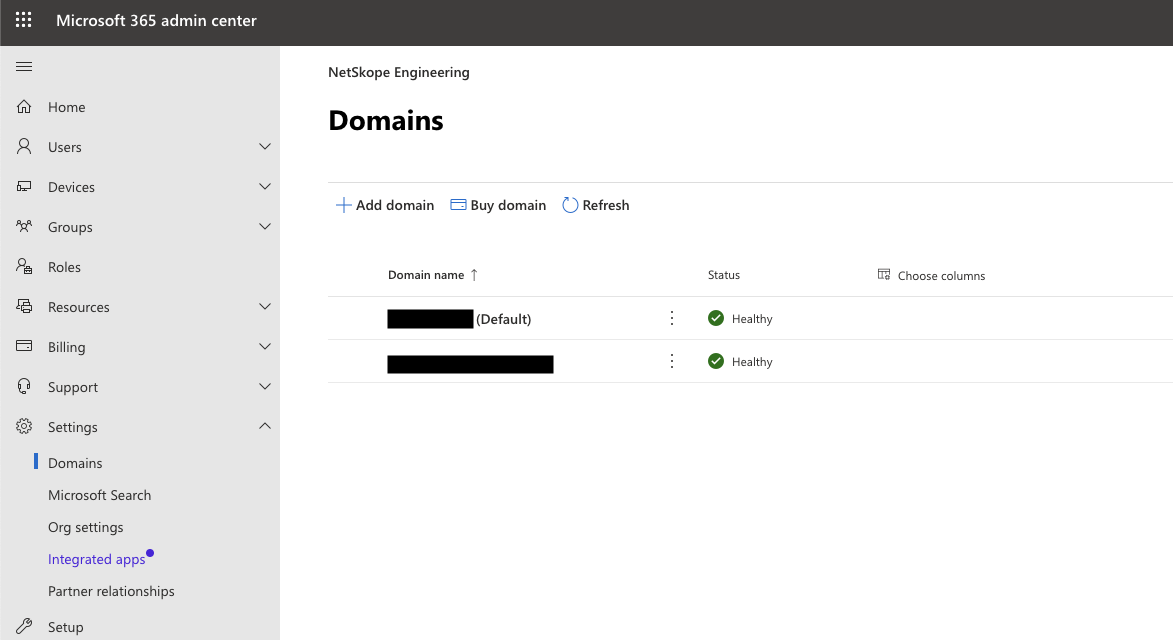 Microsoft 365 admin center
Home
Users
Devices
Groups
Roles
Resources
Billing
Support
Settings
Domains
Microsoft Search
Org settings
Integrated apps
Partner relationships
Setup
NetSkope Engineering
Domains
Add domain Buy domain Refresh
Domain name ↑ Status Choose columns
(Default) Healthy
Healthy